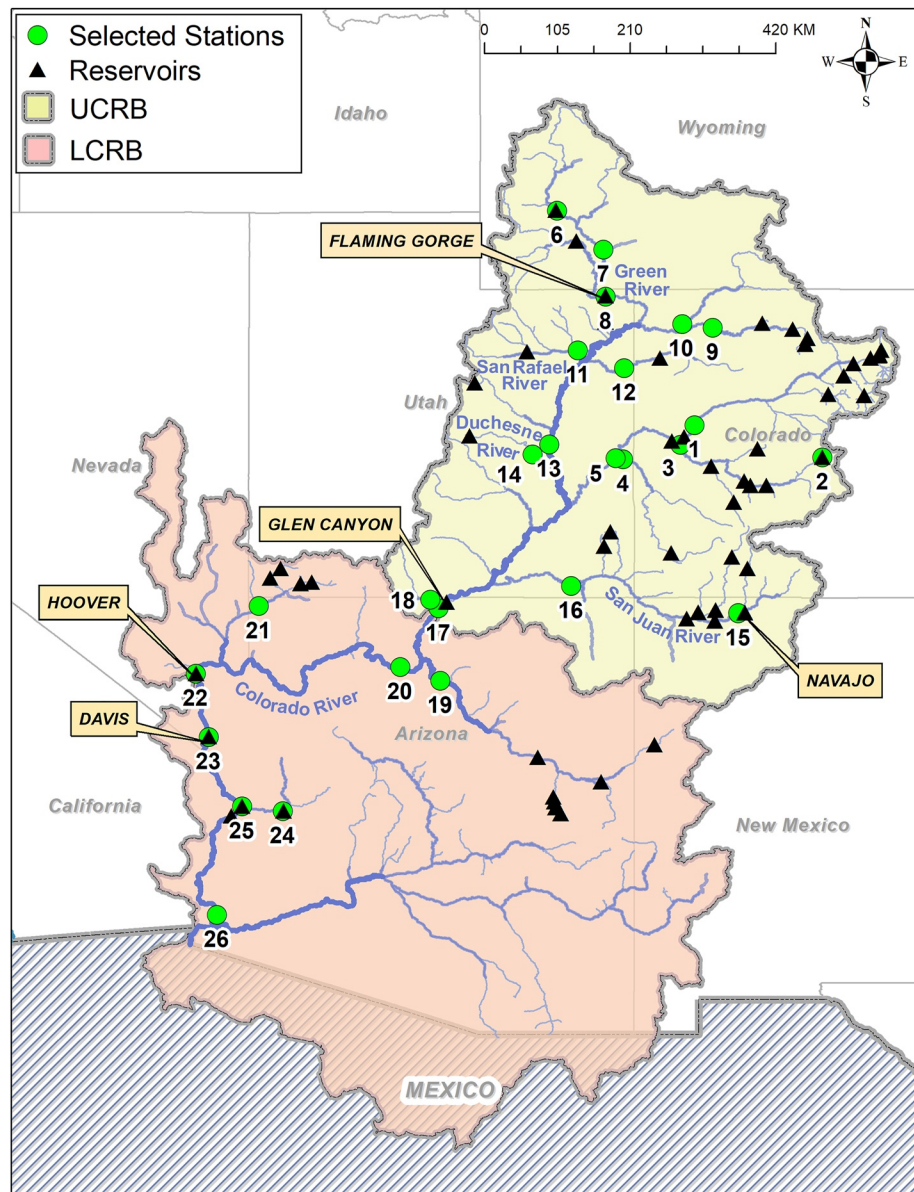 Selected Stations
Reservoirs
UCRB
LCRB
0 105 210 420 KM
N
W E
S
Idaho
Wyoming
6
FLAMING GORGE
7
Green
River
8
10
9
11
12
San Rafael
River
Utah
Duchesne
River
1
Colorado
Nevada
14
13
5
4
3
2
GLEN CANYON
HOOVER
18
17
16
San Juan River
15
21
NAVAJO
22
20
19
Colorado River
DAVIS
Arizona
23
California
25
24
New Mexico
26
MEXICO